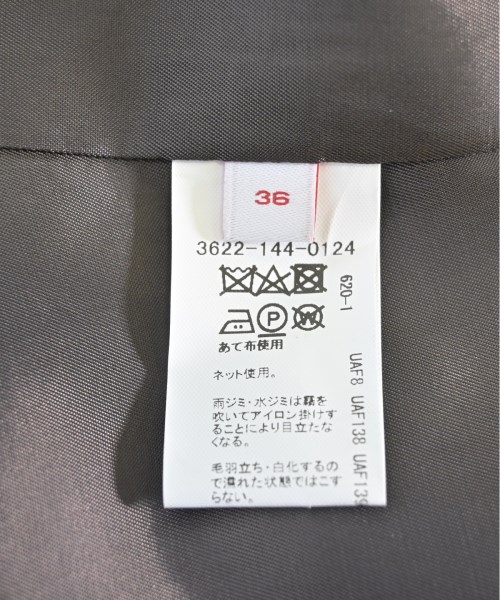 36
3622-144-0124
620-1
P
W
あて布使用
UAF8 UAF138 UAF139
ネット使用。
雨ジミ・水ジミは霧を
吹いてアイロン掛けす
ることにより目立たな
くなる。
毛羽立ち・白化するの
で濡れた状態ではこす
らない。